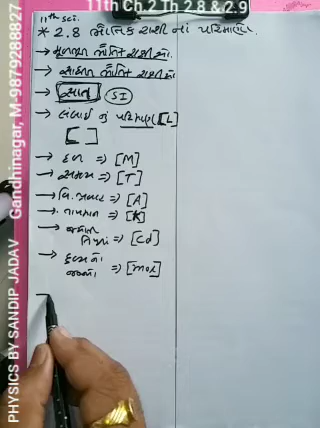 11th Ch.2 Th 2.8 & 2.9
11th sci.
* 2.8 ભૌતિક રાશીનાં પરિમાણ.
→ મૂળભૂત ભૌતિક રાશીઓ.
→ સાધિત ભૌતિક રાશીઓ
→ સાત SI
→ લંબાઈ નું પરિમાણ [L]
[ ]
→ દળ ⇒ [M]
→ સમય ⇒ [T]
→ વિ. પ્રવાહ ⇒ [A]
→ તાપમાન ⇒ [K]
→ જ્યોતિ
તિવ્રતા ⇒ [Cd]
→ દ્રવ્યનો
જથ્થો ⇒ [mol]
PHYSICS BY SANDIP JADAV Gandhinagar, M-9879288827